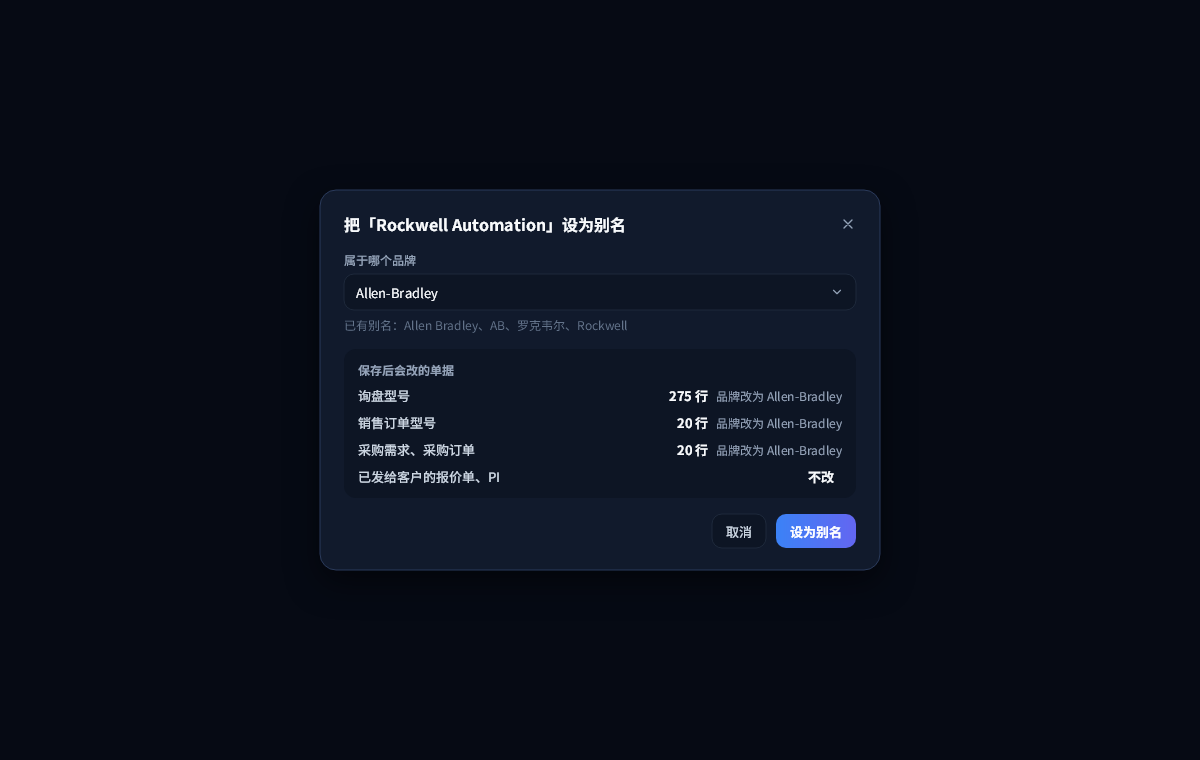 把「Rockwell Automation」设为别名
属于哪个品牌
Allen-Bradley
已有别名：Allen Bradley、AB、罗克韦尔、Rockwell
保存后会改的单据
询盘型号 275 行 品牌改为 Allen-Bradley
销售订单型号 20 行 品牌改为 Allen-Bradley
采购需求、采购订单 20 行 品牌改为 Allen-Bradley
已发给客户的报价单、PI 不改
取消 设为别名